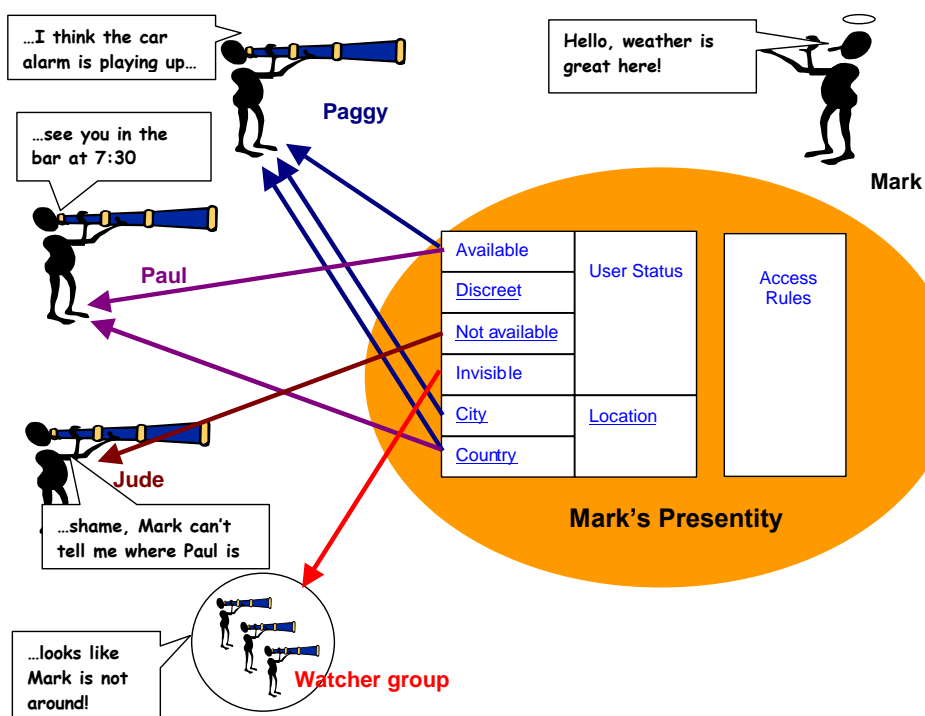 …I think the car
alarm is playing up…
Hello, weather is
great here!
Paggy
…see you in the
bar at 7:30
Mark
Paul
Available
User Status
Access
Rules
Discreet
Not available
Invisible
City
Location
Country
Jude
Mark's Presentity
…shame, Mark can't
tell me where Paul is
…looks like
Mark is not
around!
Watcher group